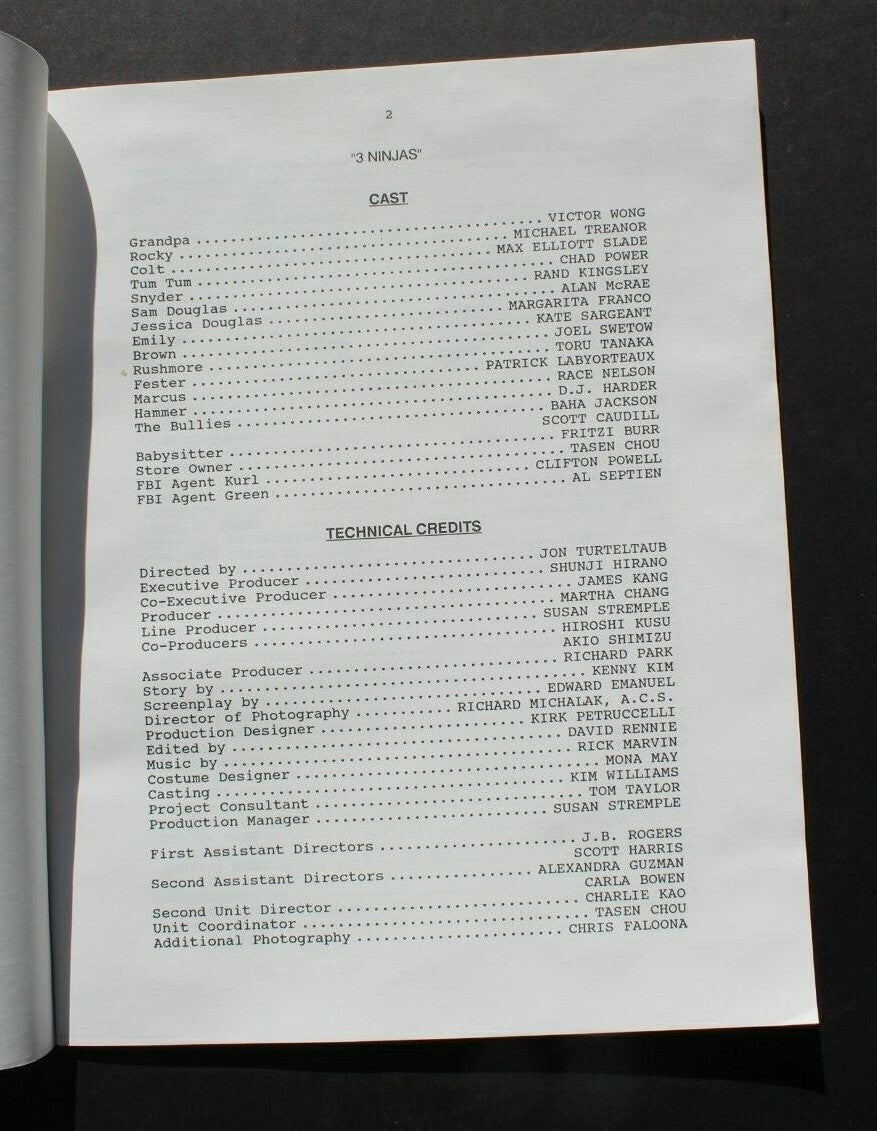 2
"3 NINJAS"
CAST
Grandpa ........................................ VICTOR WONG
Rocky .................................... MICHAEL TREANOR
Colt ................................... MAX ELLIOTT SLADE
Tum Tum ........................................ CHAD POWER
Snyder ...................................... RAND KINGSLEY
Sam Douglas .................................... ALAN McRAE
Jessica Douglas .......................... MARGARITA FRANCO
Emily ....................................... KATE SARGEANT
Brown ......................................... JOEL SWETOW
Rushmore ...................................... TORU TANAKA
Fester ............................... PATRICK LABYORTEAUX
Marcus ........................................ RACE NELSON
Hammer ........................................ D.J. HARDER
The Bullies .................................. BAHA JACKSON
SCOTT CAUDILL
Babysitter ..................................... FRITZI BURR
Store Owner .................................... TASEN CHOU
FBI Agent Kurl ............................. CLIFTON POWELL
FBI Agent Green ................................ AL SEPTIEN
TECHNICAL CREDITS
Directed by ................................ JON TURTELTAUB
Executive Producer .......................... SHUNJI HIRANO
Co-Executive Producer .......................... JAMES KANG
Producer ..................................... MARTHA CHANG
Line Producer .............................. SUSAN STREMPLE
Co-Producers ................................ HIROSHI KUSU
AKIO SHIMIZU
Associate Producer .......................... RICHARD PARK
Story by ........................................ KENNY KIM
Screenplay by .............................. EDWARD EMANUEL
Director of Photography ........... RICHARD MICHALAK, A.C.S.
Production Designer ....................... KIRK PETRUCCELLI
Edited by .................................... DAVID RENNIE
Music by ...................................... RICK MARVIN
Costume Designer ................................. MONA MAY
Casting ...................................... KIM WILLIAMS
Project Consultant .............................. TOM TAYLOR
Production Manager .......................... SUSAN STREMPLE
First Assistant Directors ....................... J.B. ROGERS
SCOTT HARRIS
Second Assistant Directors ................ ALEXANDRA GUZMAN
CARLA BOWEN
Second Unit Director ........................... CHARLIE KAO
Unit Coordinator ................................ TASEN CHOU
Additional Photography ....................... CHRIS FALOONA